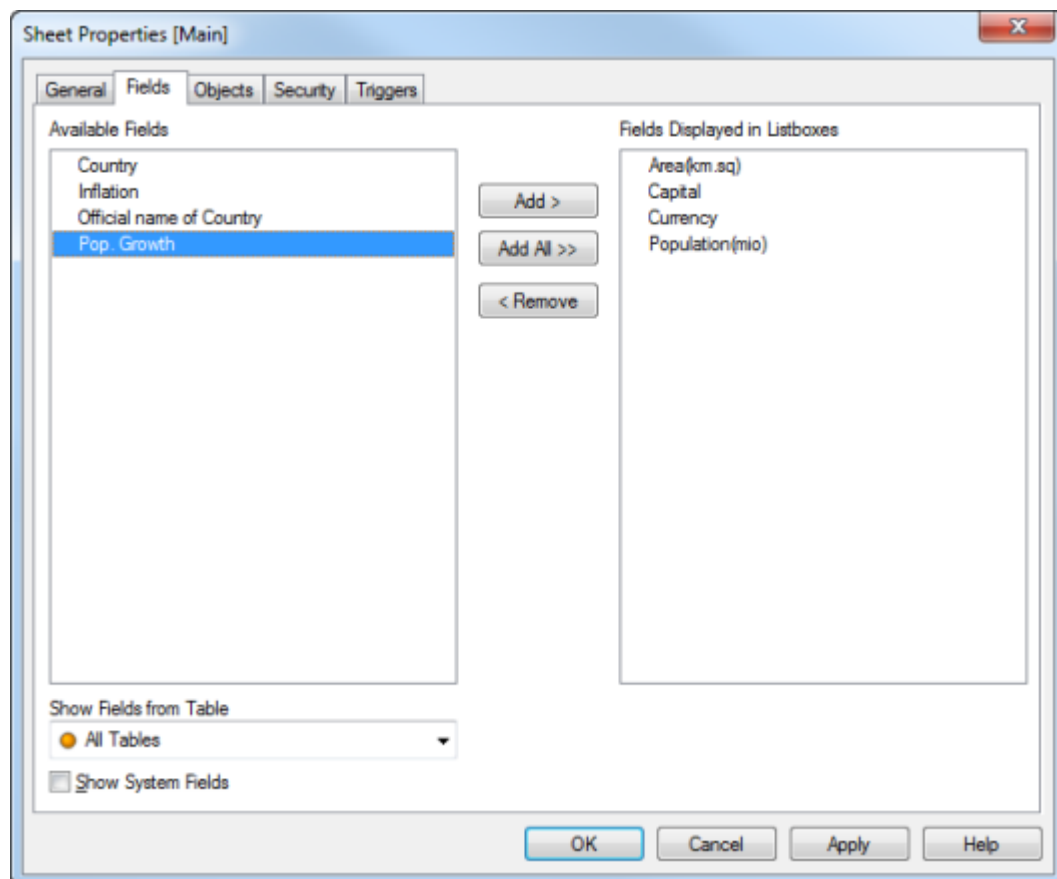 Sheet Properties [Main]
General Fields Objects Security Triggers
Available Fields
Country
Inflation
Official name of Country
Pop. Growth
Add >
Add All >>
< Remove
Fields Displayed in Listboxes
Area(km.sq)
Capital
Currency
Population(mio)
Show Fields from Table
All Tables
Show System Fields
OK Cancel Apply Help